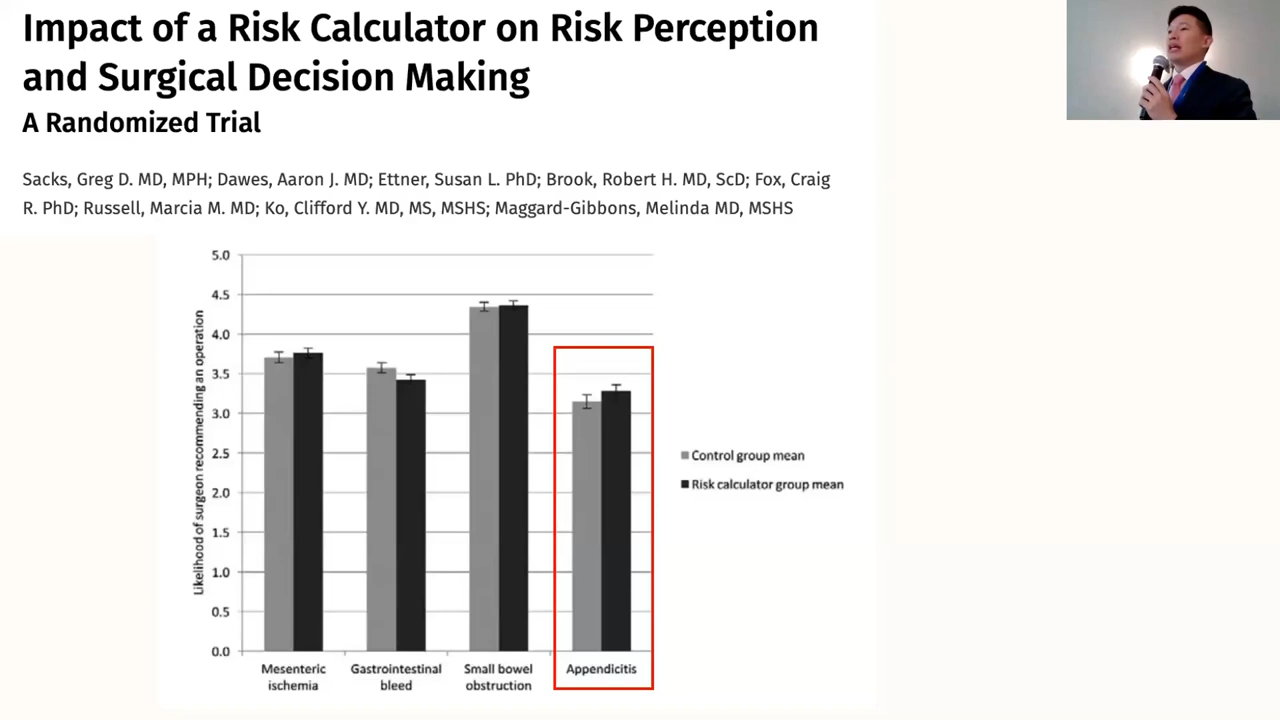 Impact of a Risk Calculator on Risk Perception
and Surgical Decision Making
A Randomized Trial
Sacks, Greg D. MD, MPH; Dawes, Aaron J. MD; Ettner, Susan L. PhD; Brook, Robert H. MD, ScD; Fox, Craig
R. PhD; Russell, Marcia M. MD; Ko, Clifford Y. MD, MS, MSHS; Maggard-Gibbons, Melinda MD, MSHS
Likelihood of surgeon recommending an operation
5.0
4.5
4.0
3.5
3.0
2.5
2.0
1.5
1.0
0.5
0.0
Mesenteric
ischemia
Gastrointestinal
bleed
Small bowel
obstruction
Appendicitis
Control group mean
Risk calculator group mean